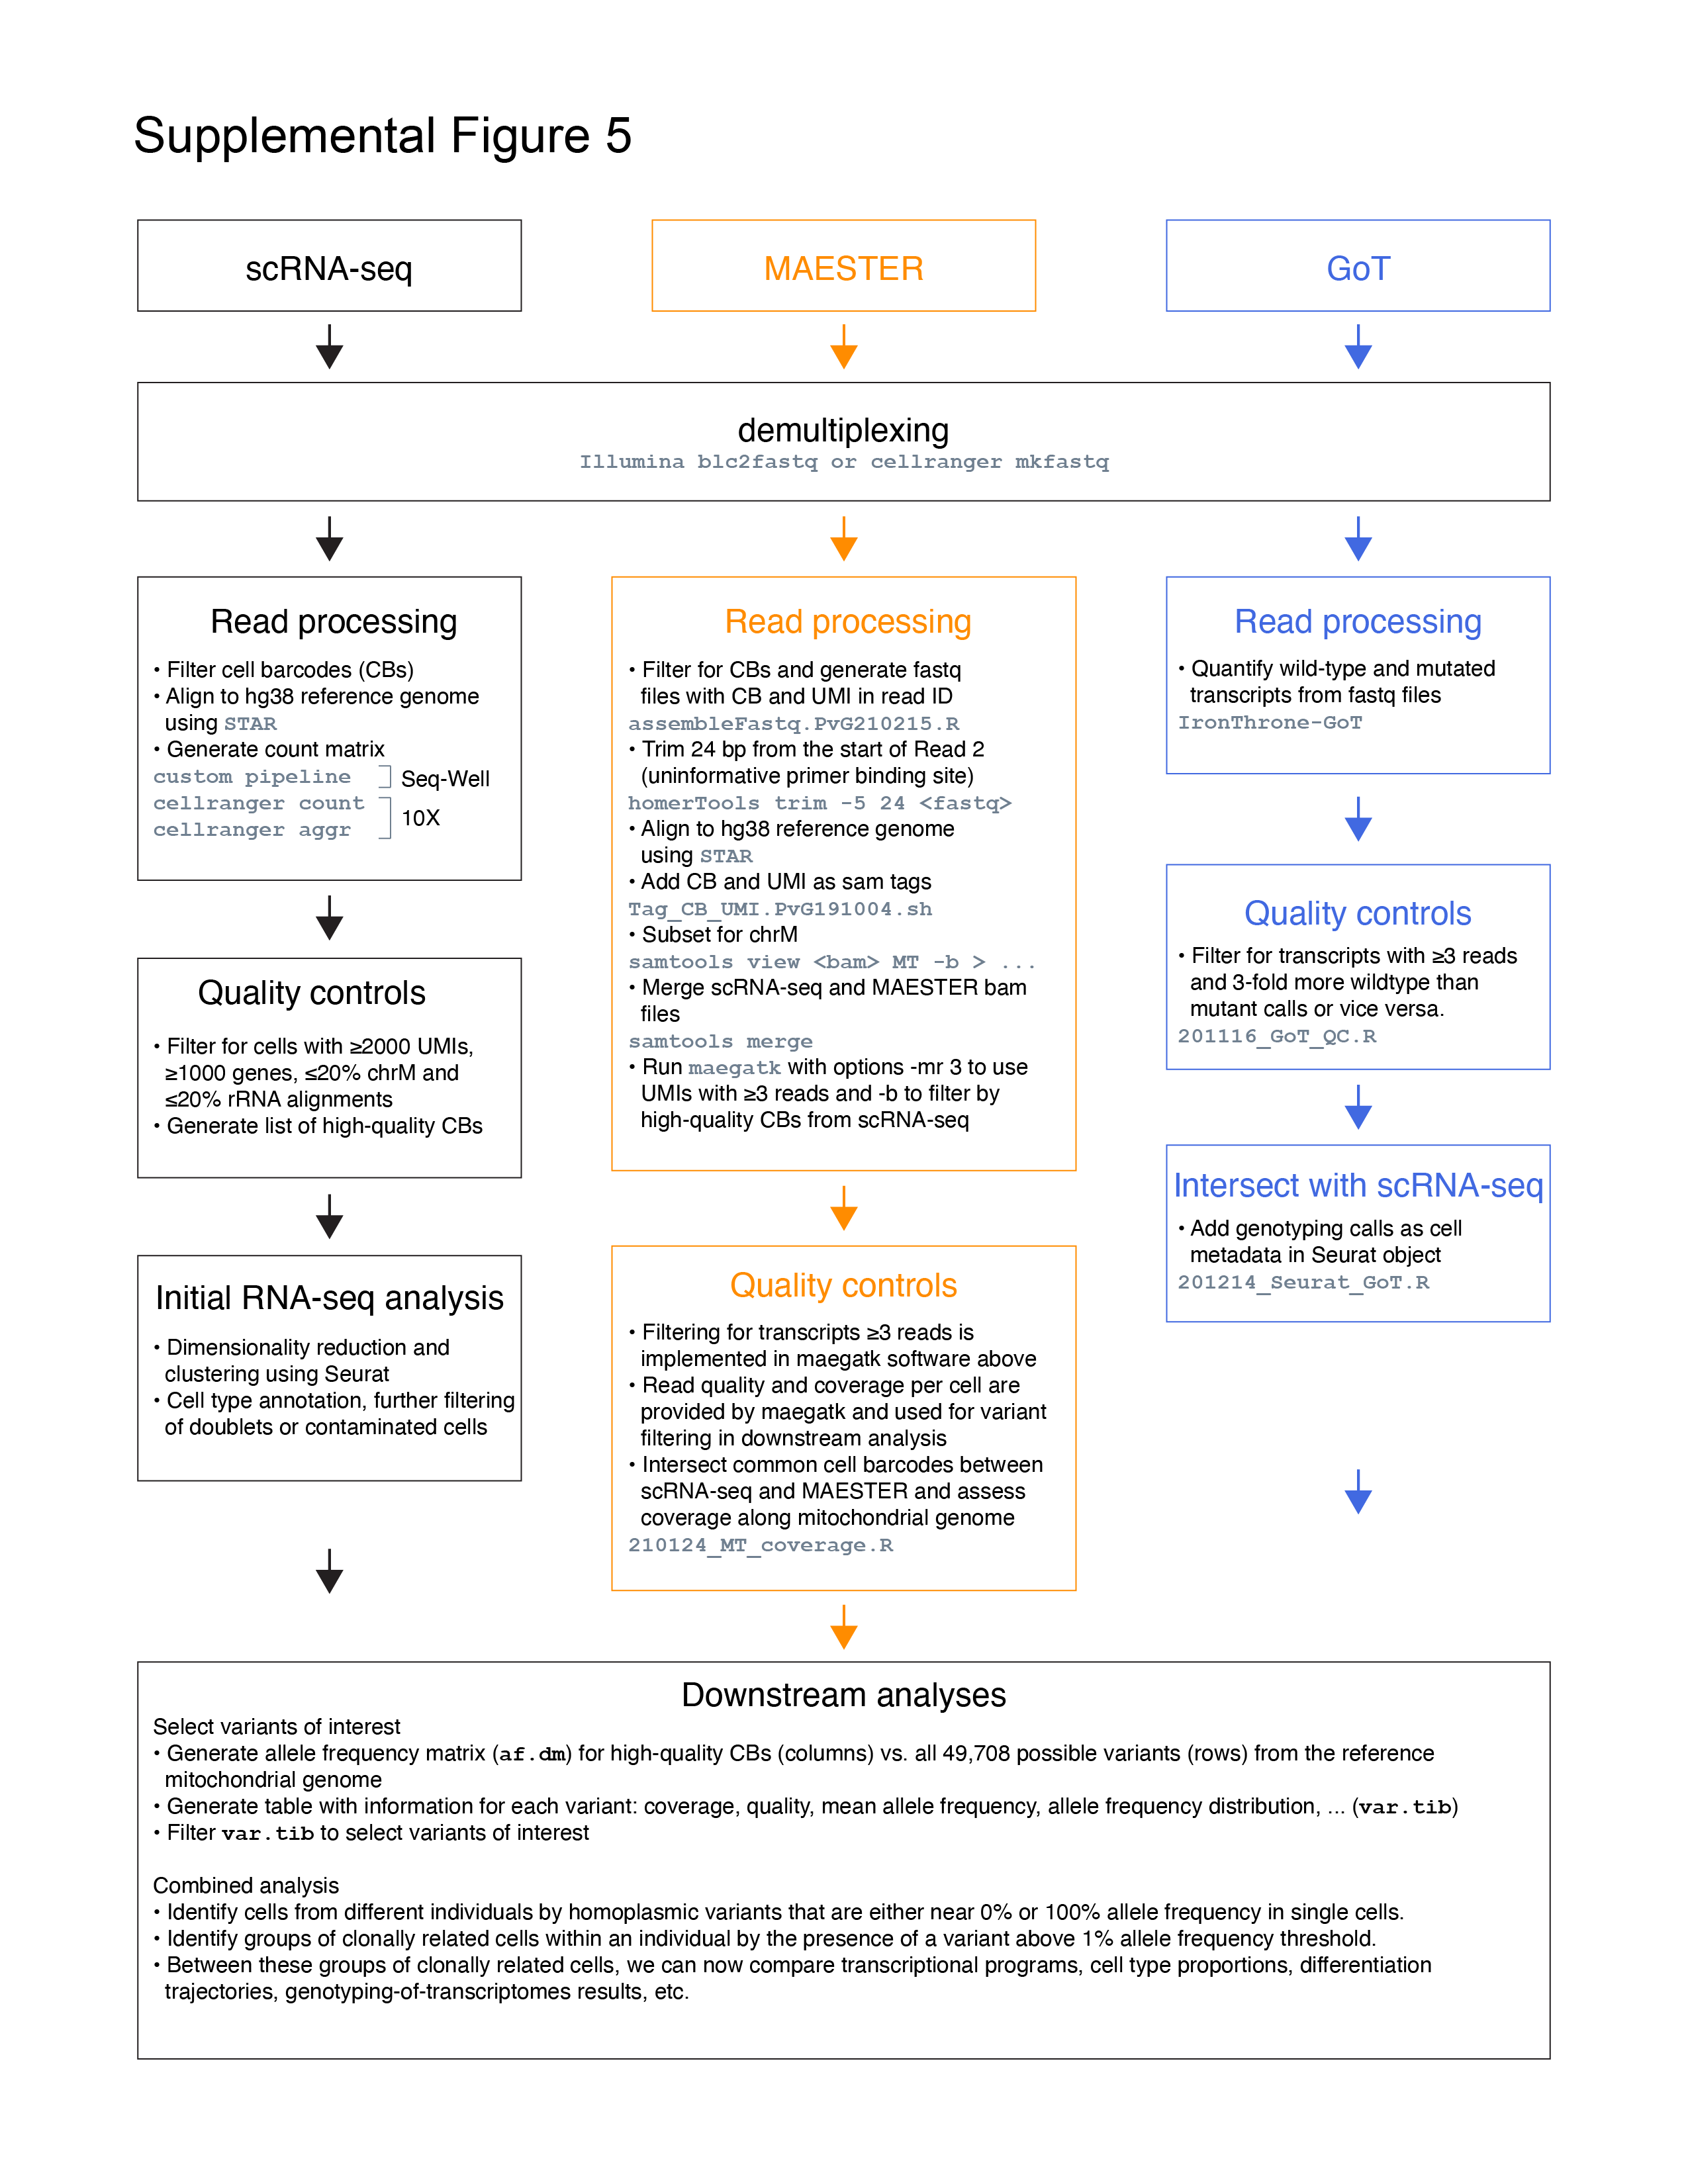 Supplemental Figure 5
scRNA-seq
MAESTER
GoT
demultiplexing
Illumina blc2fastq or cellranger mkfastq
Read processing
• Filter cell barcodes (CBs)
• Align to hg38 reference genome
using STAR
• Generate count matrix
custom pipeline
Seq-Well
cellranger count
cellranger aggr
10X
Quality controls
• Filter for cells with ≥2000 UMIs,
≥1000 genes, ≤20% chrM and
≤20% rRNA alignments
• Generate list of high-quality CBs
Initial RNA-seq analysis
• Dimensionality reduction and
clustering using Seurat
• Cell type annotation, further filtering
of doublets or contaminated cells
Read processing
• Filter for CBs and generate fastq
files with CB and UMI in read ID
assembleFastq.PvG210215.R
• Trim 24 bp from the start of Read 2
(uninformative primer binding site)
homerTools trim -5 24 <fastq>
• Align to hg38 reference genome
using STAR
• Add CB and UMI as sam tags
Tag_CB_UMI.PvG191004.sh
• Subset for chrM
samtools view <bam> MT -b > ...
• Merge scRNA-seq and MAESTER bam
files
samtools merge
• Run maegatk with options -mr 3 to use
UMIs with ≥3 reads and -b to filter by
high-quality CBs from scRNA-seq
Quality controls
• Filtering for transcripts ≥3 reads is
implemented in maegatk software above
• Read quality and coverage per cell are
provided by maegatk and used for variant
filtering in downstream analysis
• Intersect common cell barcodes between
scRNA-seq and MAESTER and assess
coverage along mitochondrial genome
210124_MT_coverage.R
Read processing
• Quantify wild-type and mutated
transcripts from fastq files
IronThrone-GoT
Quality controls
• Filter for transcripts with ≥3 reads
and 3-fold more wildtype than
mutant calls or vice versa.
201116_GoT_QC.R
Intersect with scRNA-seq
• Add genotyping calls as cell
metadata in Seurat object
201214_Seurat_GoT.R
Downstream analyses
Select variants of interest
• Generate allele frequency matrix (af.dm) for high-quality CBs (columns) vs. all 49,708 possible variants (rows) from the reference
mitochondrial genome
• Generate table with information for each variant: coverage, quality, mean allele frequency, allele frequency distribution, ... (var.tib)
• Filter var.tib to select variants of interest
Combined analysis
• Identify cells from different individuals by homoplasmic variants that are either near 0% or 100% allele frequency in single cells.
• Identify groups of clonally related cells within an individual by the presence of a variant above 1% allele frequency threshold.
• Between these groups of clonally related cells, we can now compare transcriptional programs, cell type proportions, differentiation
trajectories, genotyping-of-transcriptomes results, etc.